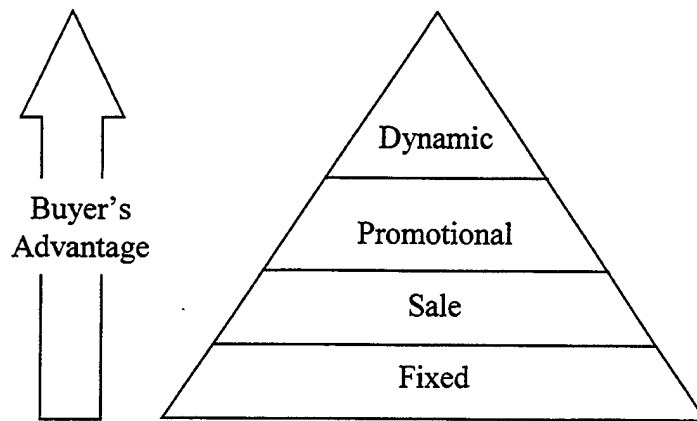 Dynamic
Buyer's
Advantage
Promotional
Sale
Fixed